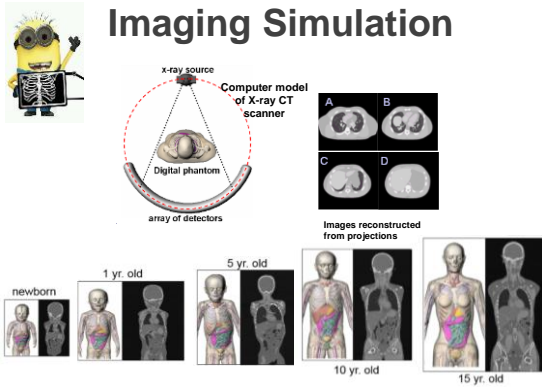 Imaging Simulation
x-ray source
Computer model
of X-ray CT
scanner
Digital phantom
array of detectors
A
B
C
D
Images reconstructed
from projections
newborn
1 yr. old
5 yr. old
10 yr. old
15 yr. old